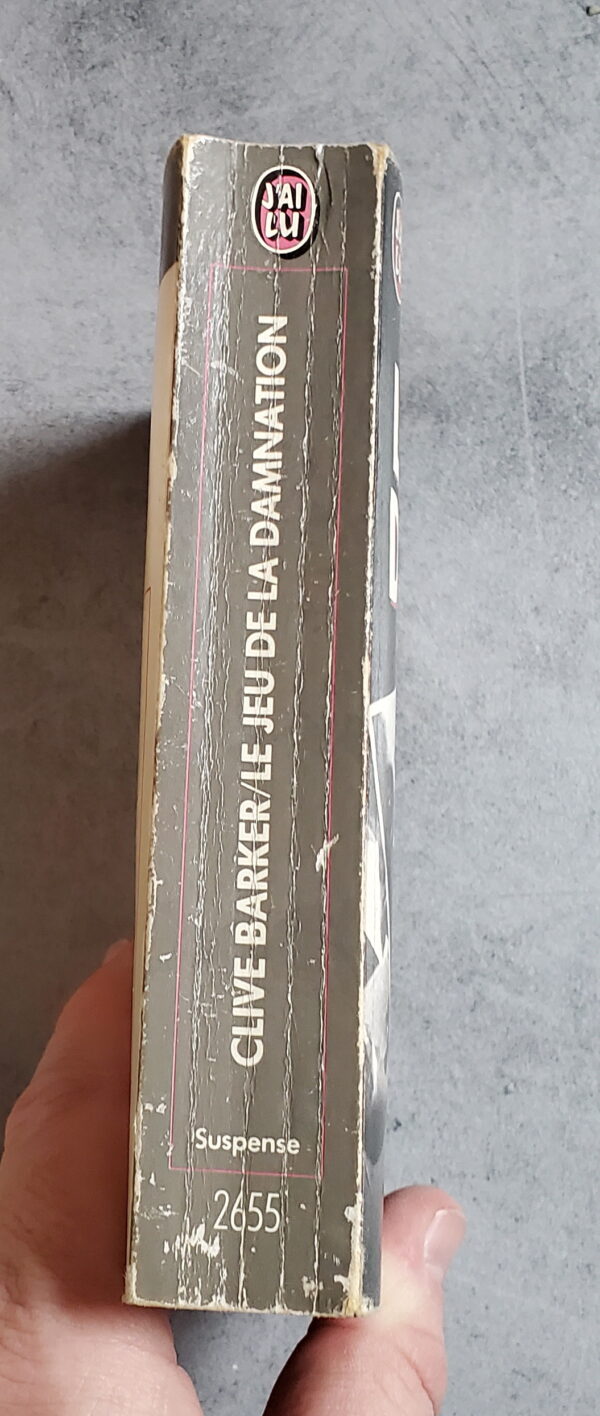 J'AI
LU
CLIVE BARKER/LE JEU DE LA DAMNATION
Suspense
2655